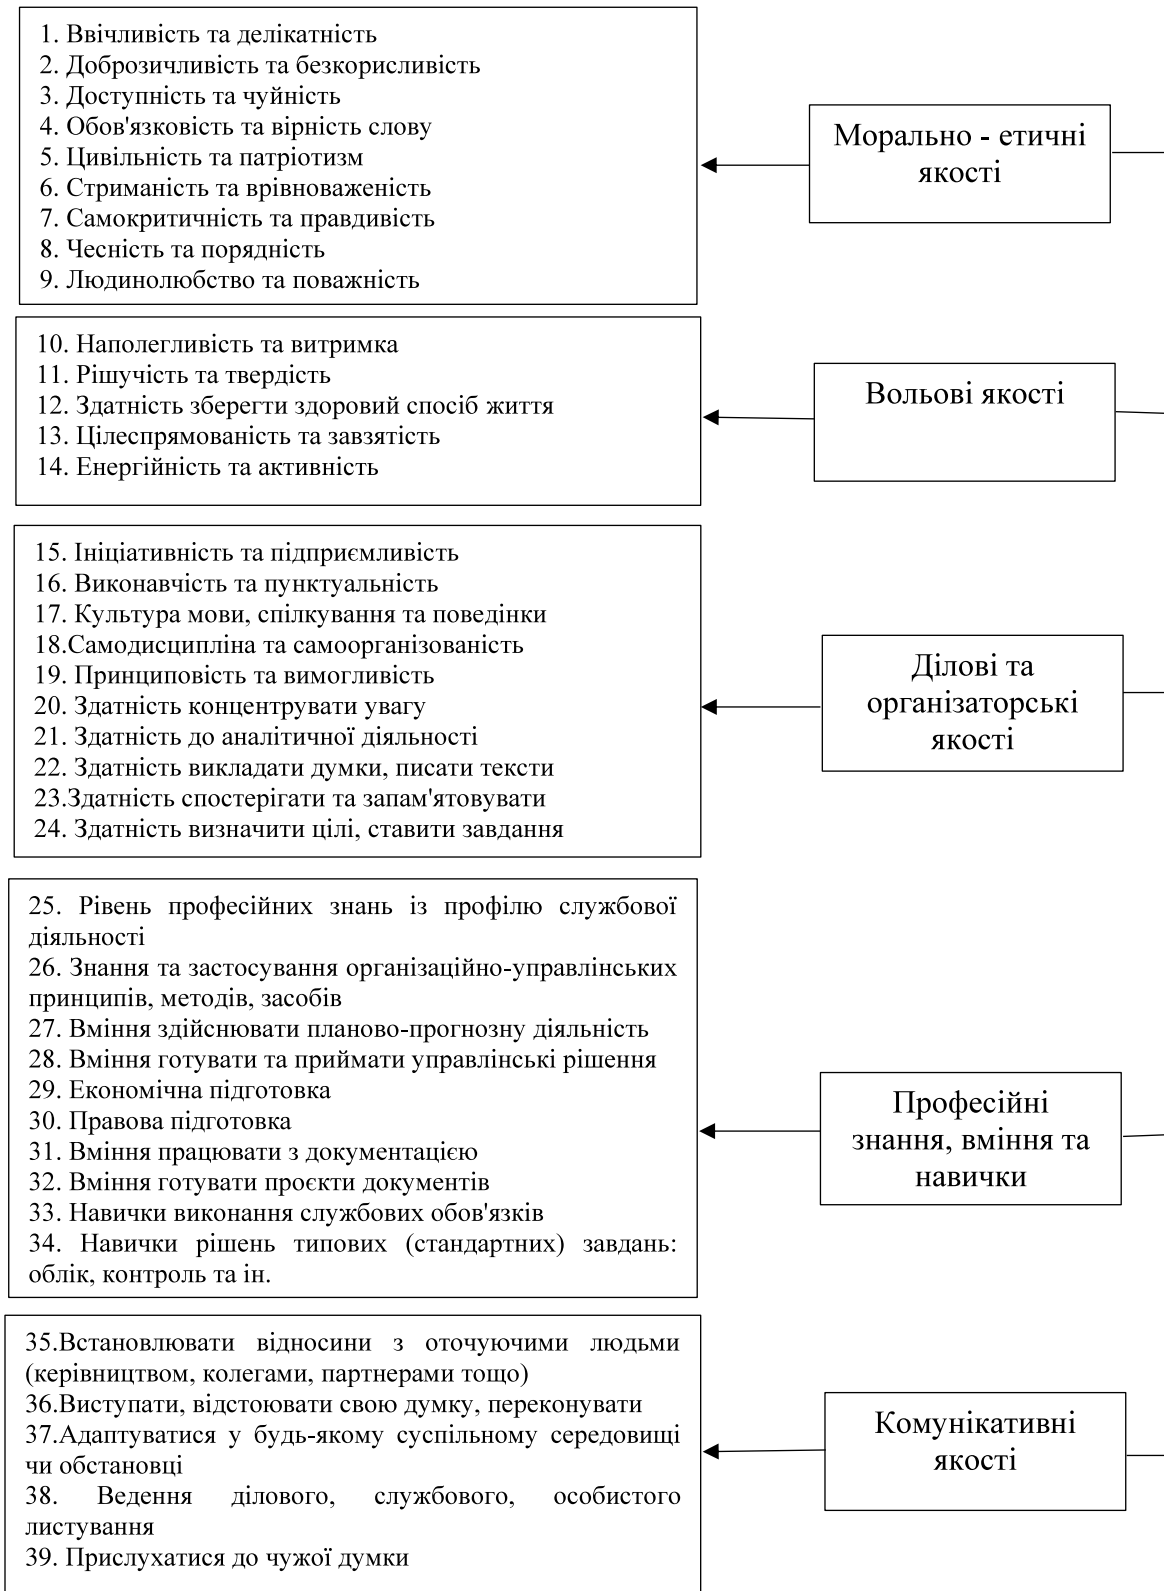 1. Ввічливість та делікатність
2. Доброзичливість та безкорисливість
3. Доступність та чуйність
4. Обов'язковість та вірність слову
5. Цивільність та патріотизм
6. Стриманість та врівноваженість
7. Самокритичність та правдивість
8. Чесність та порядність
9. Людинолюбство та поважність
Морально - етичні
якості
10. Наполегливість та витримка
11. Рішучість та твердість
12. Здатність зберегти здоровий спосіб життя
13. Цілеспрямованість та завзятість
14. Енергійність та активність
Вольові якості
15. Ініціативність та підприємливість
16. Виконавчість та пунктуальність
17. Культура мови, спілкування та поведінки
18.Самодисципліна та самоорганізованість
19. Принциповість та вимогливість
20. Здатність концентрувати увагу
21. Здатність до аналітичної діяльності
22. Здатність викладати думки, писати тексти
23.Здатність спостерігати та запам'ятовувати
24. Здатність визначити цілі, ставити завдання
Ділові та
організаторські
якості
25. Рівень професійних знань із профілю службової
діяльності
26. Знання та застосування організаційно-управлінських
принципів, методів, засобів
27. Вміння здійснювати планово-прогнозну діяльність
28. Вміння готувати та приймати управлінські рішення
29. Економічна підготовка
30. Правова підготовка
31. Вміння працювати з документацією
32. Вміння готувати проєкти документів
33. Навички виконання службових обов'язків
34. Навички рішень типових (стандартних) завдань:
облік, контроль та ін.
Професійні
знання, вміння та
навички
35.Встановлювати відносини з оточуючими людьми
(керівництвом, колегами, партнерами тощо)
36.Виступати, відстоювати свою думку, переконувати
37.Адаптуватися у будь-якому суспільному середовищі
чи обстановці
38. Ведення ділового, службового, особистого
листування
39. Прислухатися до чужої думки
Комунікативні
якості